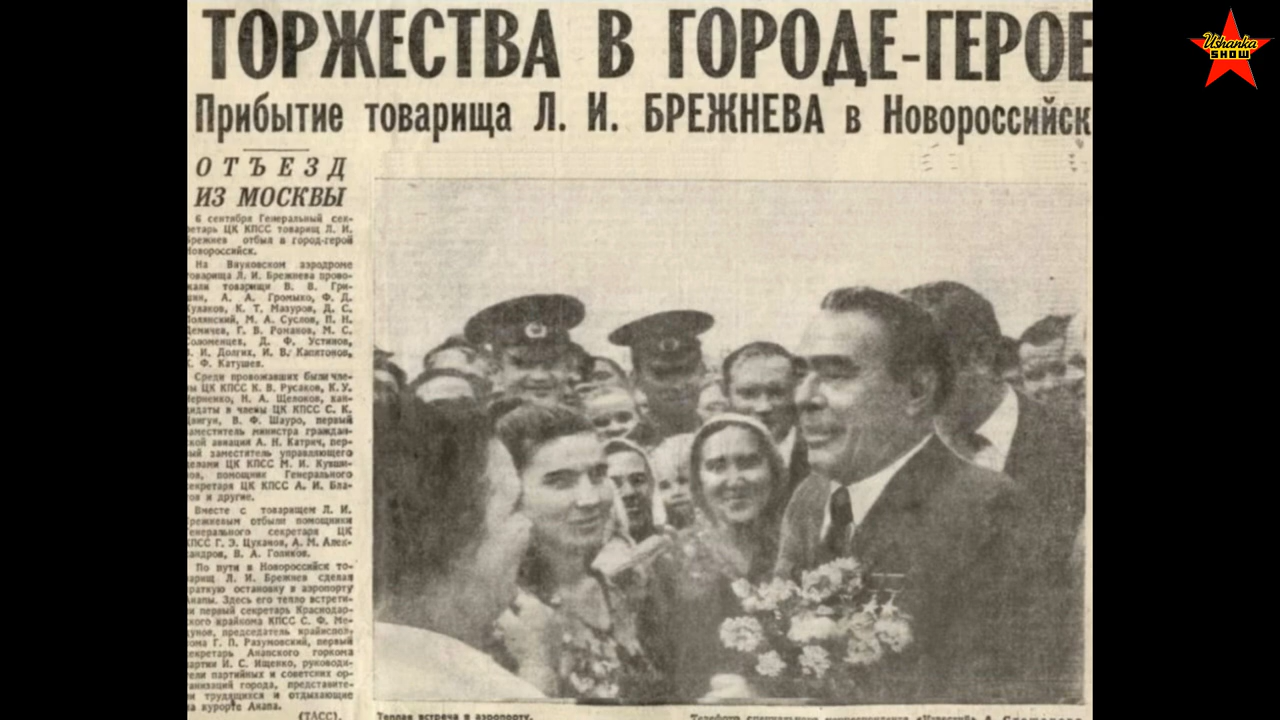 ТОРЖЕСТВА В ГОРОДЕ-ГЕРОЕ
Прибытие товарища Л. И. БРЕЖНЕВА в Новороссийск
ОТЪЕЗД
ИЗ МОСКВЫ
6 сентября Генеральный сек-
ретарь ЦК КПСС товарищ Л. И.
Брежнев отбыл в город-герой
Новороссийск.
На Внуковском аэродроме
товарища Л. И. Брежнева прово-
жали товарищи В. В. Гри-
шин, А. А. Громыко, Ф. Д.
Кулаков, К. Т. Мазуров, Д. С.
Полянский, М. А. Суслов, П. Н.
Демичев, Г. В. Романов, М. С.
Соломенцев, Д. Ф. Устинов,
В. И. Долгих, И. В. Капитонов,
К. Ф. Катушев.
Среди провожавших были чле-
ны ЦК КПСС К. В. Русаков, К. У.
Черненко, Н. А. Щелоков, кан-
дидаты в члены ЦК КПСС С. К.
Цвигун, В. Ф. Шауро, первый
заместитель министра граждан-
ской авиации А. Н. Катрич, пер-
вый заместитель управляющего
делами ЦК КПСС М. И. Кувши-
нов, помощник Генерального
секретаря ЦК КПСС А. И. Бла-
тов и другие.
Вместе с товарищем Л. И.
Брежневым отбыли помощники
Генерального секретаря ЦК
КПСС Г. Э. Цуканов, А. М. Алек-
сандров, В. А. Голиков.
По пути в Новороссийск то-
варищ Л. И. Брежнев сделал
краткую остановку в аэропорту
Анапы. Здесь его тепло встрети-
ли первый секретарь Краснодар-
ского крайкома КПСС С. Ф. Ме-
дунов, председатель крайиспол-
кома Г. П. Разумовский, первый
секретарь Анапского горкома
партии И. С. Ищенко, руководи-
тели партийных и советских ор-
ганизаций города, представите-
ли трудящихся и отдыхающие
на курорте Анапа.
(ТАСС).
Теплая встреча в аэропорту.
Ushanka
SHOW